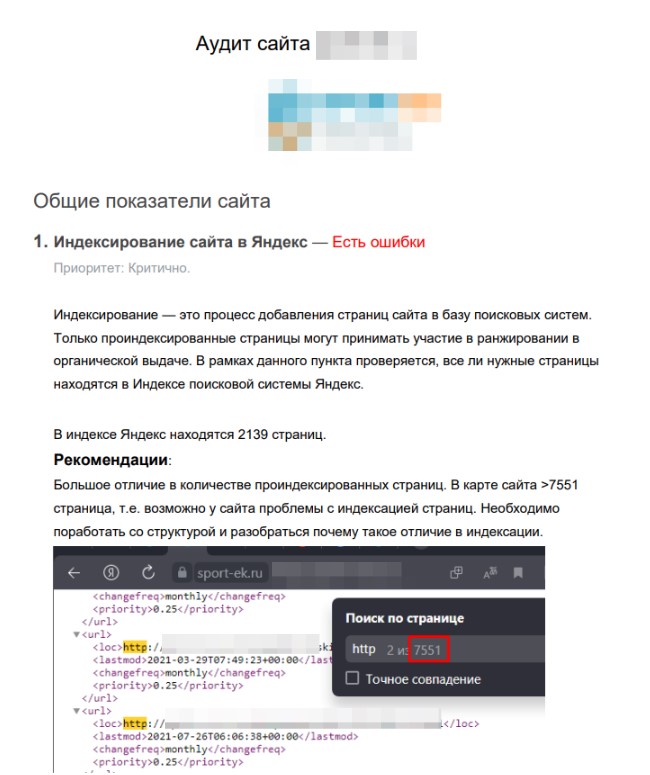 Аудит сайта
Общие показатели сайта
1. Индексирование сайта в Яндекс — Есть ошибки
Приоритет: Критично.
Индексирование — это процесс добавления страниц сайта в базу поисковых систем.
Только проиндексированные страницы могут принимать участие в ранжировании в
органической выдаче. В рамках данного пункта проверяется, все ли нужные страницы
находятся в Индексе поисковой системы Яндекс.
В индексе Яндекс находятся 2139 страниц.
Рекомендации:
Большое отличие в количестве проиндексированных страниц. В карте сайта >7551
страница, т.е. возможно у сайта проблемы с индексацией страниц. Необходимо
поработать со структурой и разобраться почему такое отличие в индексации.
sport-ek.ru
<changefreq>monthly</changefreq>
<priority>0.25</priority>
</url>
▼<url>
<loc>http://
<lastmod>2021-03-29T07:49:23+00:00</last
<changefreq>monthly</changefreq>
<priority>0.25</priority>
</url>
▼<url>
<loc>http:// </loc>
<lastmod>2021-07-26T06:06:38+00:00</lastmod>
<changefreq>monthly</changefreq>
<priority>0.25</priority>
Поиск по странице
http 2 из 7551
Точное совпадение